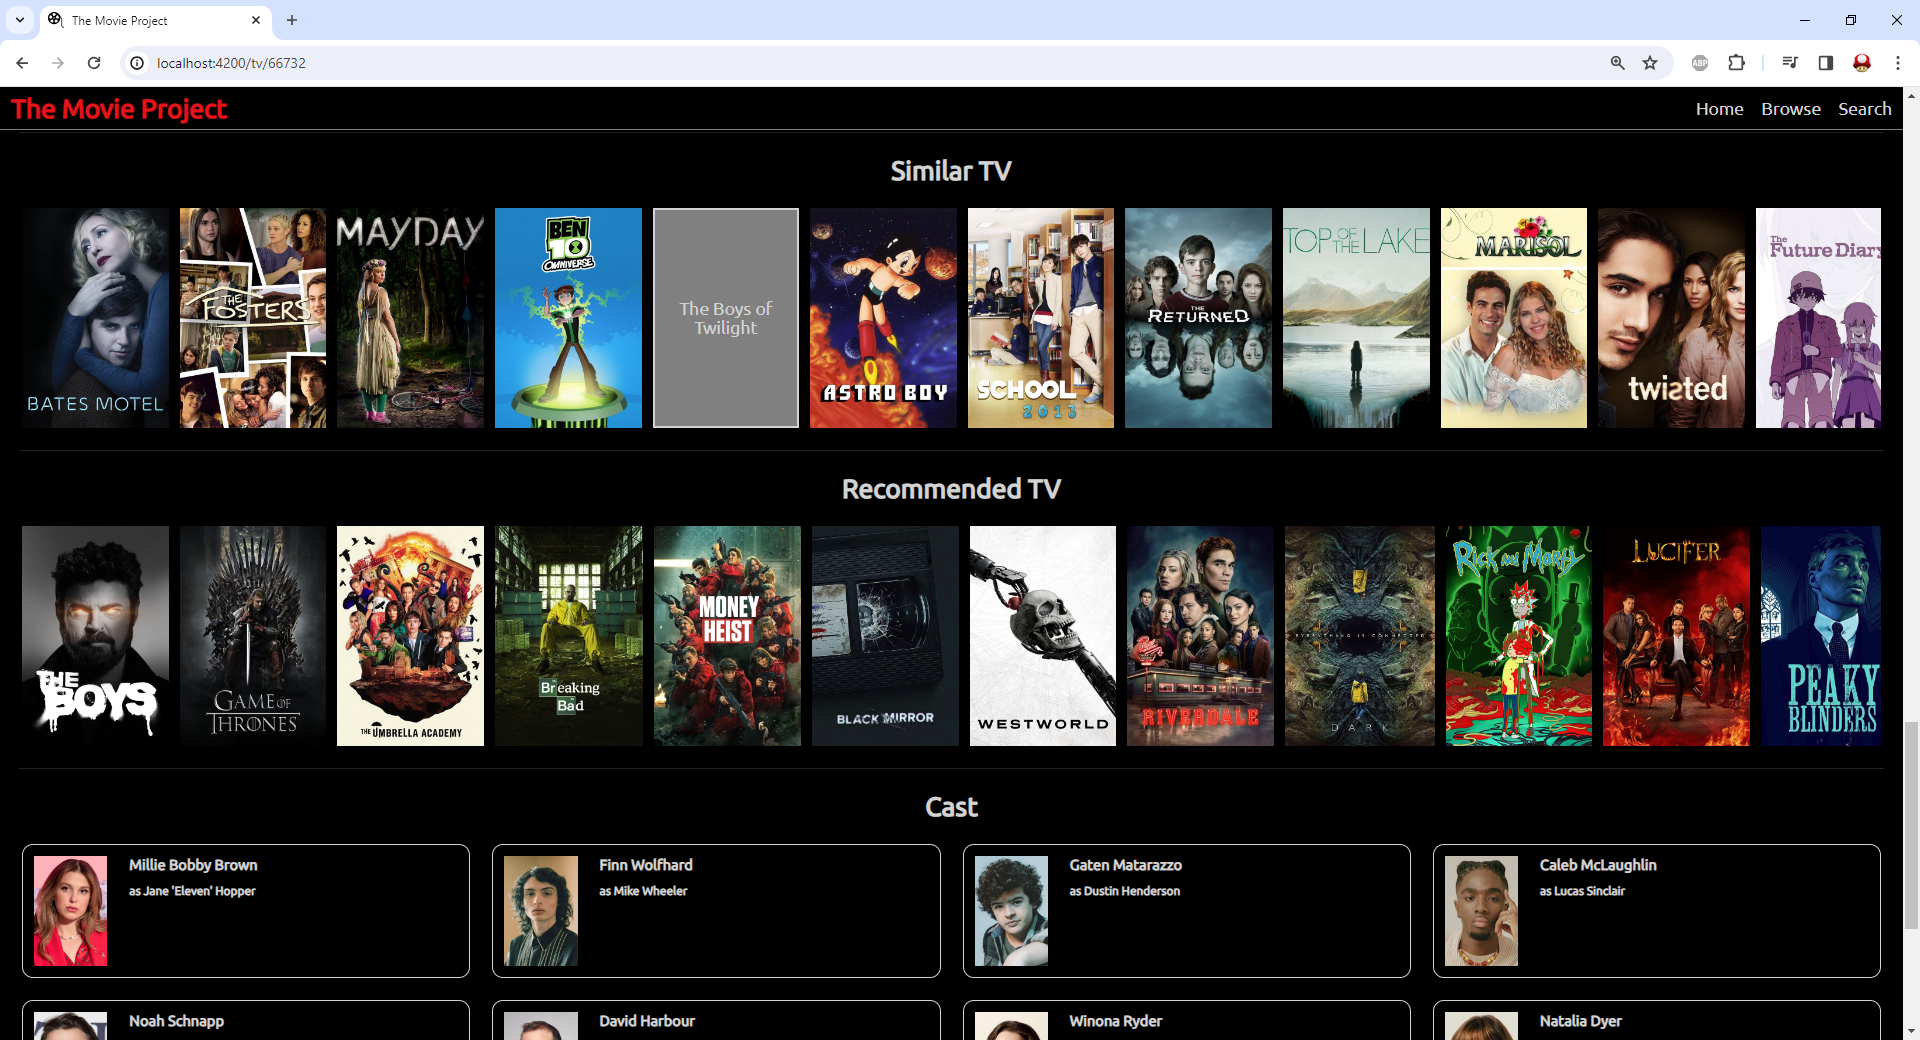 The Movie Project
localhost:4200/tv/66732
ABP
The Movie Project
Home Browse Search
Similar TV
BATES MOTEL
THE FOSTERS
MAYDAY
BEN 10 OMNIVERSE
The Boys of
Twilight
ASTRO BOY
SCHOOL
2013
THE RETURNED
TOP OF THE LAKE
MARISOL
twisted
The Future Diary
Recommended TV
THE BOYS
GAME OF THRONES
THE UMBRELLA ACADEMY
Breaking
Bad
MONEY HEIST
BLACK MIRROR
WESTWORLD
RIVERDALE
EVERYTHING IS CONNECTED
DARK
Rick and Morty
LUCIFER
PEAKY BLINDERS
Cast
Millie Bobby Brown
as Jane 'Eleven' Hopper
Finn Wolfhard
as Mike Wheeler
Gaten Matarazzo
as Dustin Henderson
Caleb McLaughlin
as Lucas Sinclair
Noah Schnapp
David Harbour
Winona Ryder
Natalia Dyer